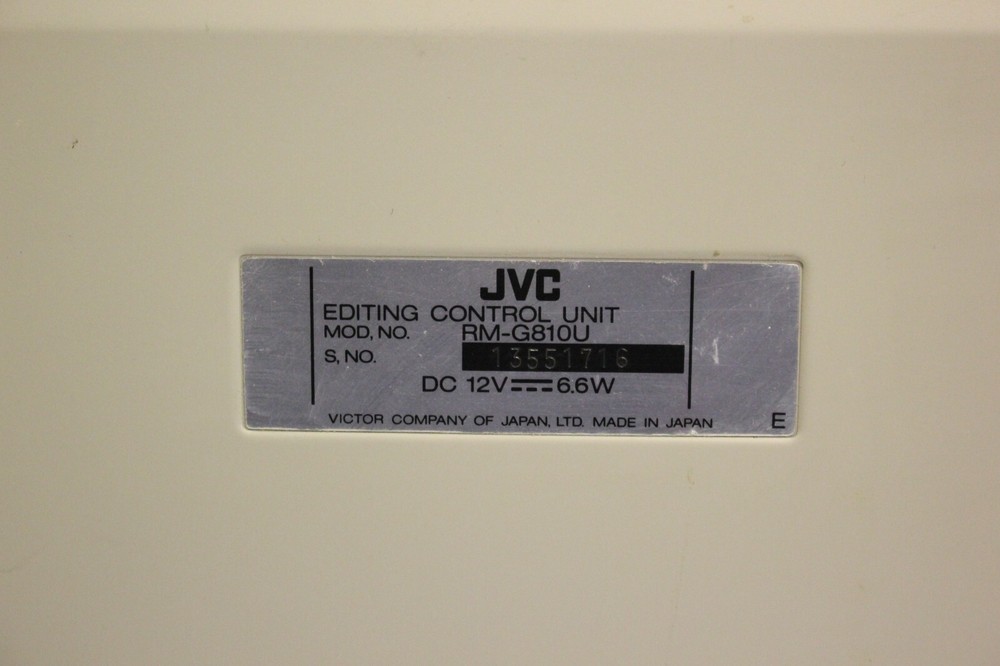 JVC
EDITING CONTROL UNIT
MOD, NO. RM-G810U
S, NO. 13551716
DC 12V⎓6.6W
VICTOR COMPANY OF JAPAN, LTD. MADE IN JAPAN E